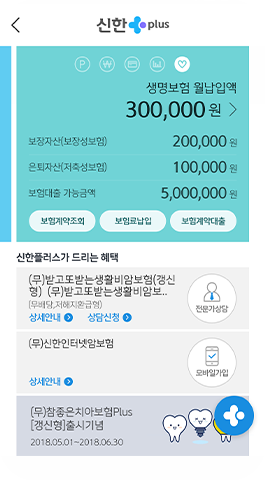 신한 plus
생명보험 월납입액
300,000 원
보장자산(보장성보험) 200,000 원
은퇴자산(저축성보험) 100,000 원
보험대출 가능금액 5,000,000 원
보험계약조회 보험료납입 보험계약대출
신한플러스가 드리는 혜택
(무)받고또받는생활비암보험(갱신
형) (무)받고또받는생활비암보..
(무배당,저해지환급형)
상세안내 상담신청
전문가상담
(무)신한인터넷암보험
상세안내
모바일가입
(무)참좋은치아보험Plus
[갱신형]출시기념
2018.05.01~2018.06.30